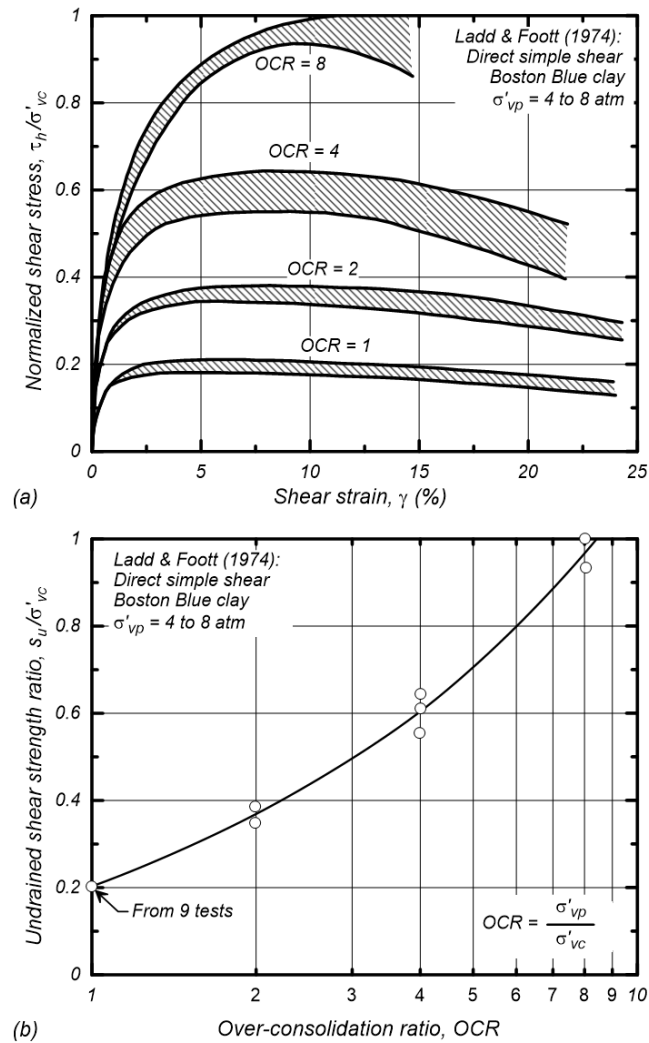 1
0.8
0.6
0.4
0.2
0
Normalized shear stress, τh/σ'vc
Ladd & Foott (1974):
Direct simple shear
Boston Blue clay
σ'vp = 4 to 8 atm
OCR = 8
OCR = 4
OCR = 2
OCR = 1
0 5 10 15 20 25
(a) Shear strain, γ (%)
1
0.8
0.6
0.4
0.2
0
Undrained shear strength ratio, su/σ'vc
Ladd & Foott (1974):
Direct simple shear
Boston Blue clay
σ'vp = 4 to 8 atm
From 9 tests
OCR = σ'vp
σ'vc
1 2 3 4 5 6 7 8 9 10
(b) Over-consolidation ratio, OCR